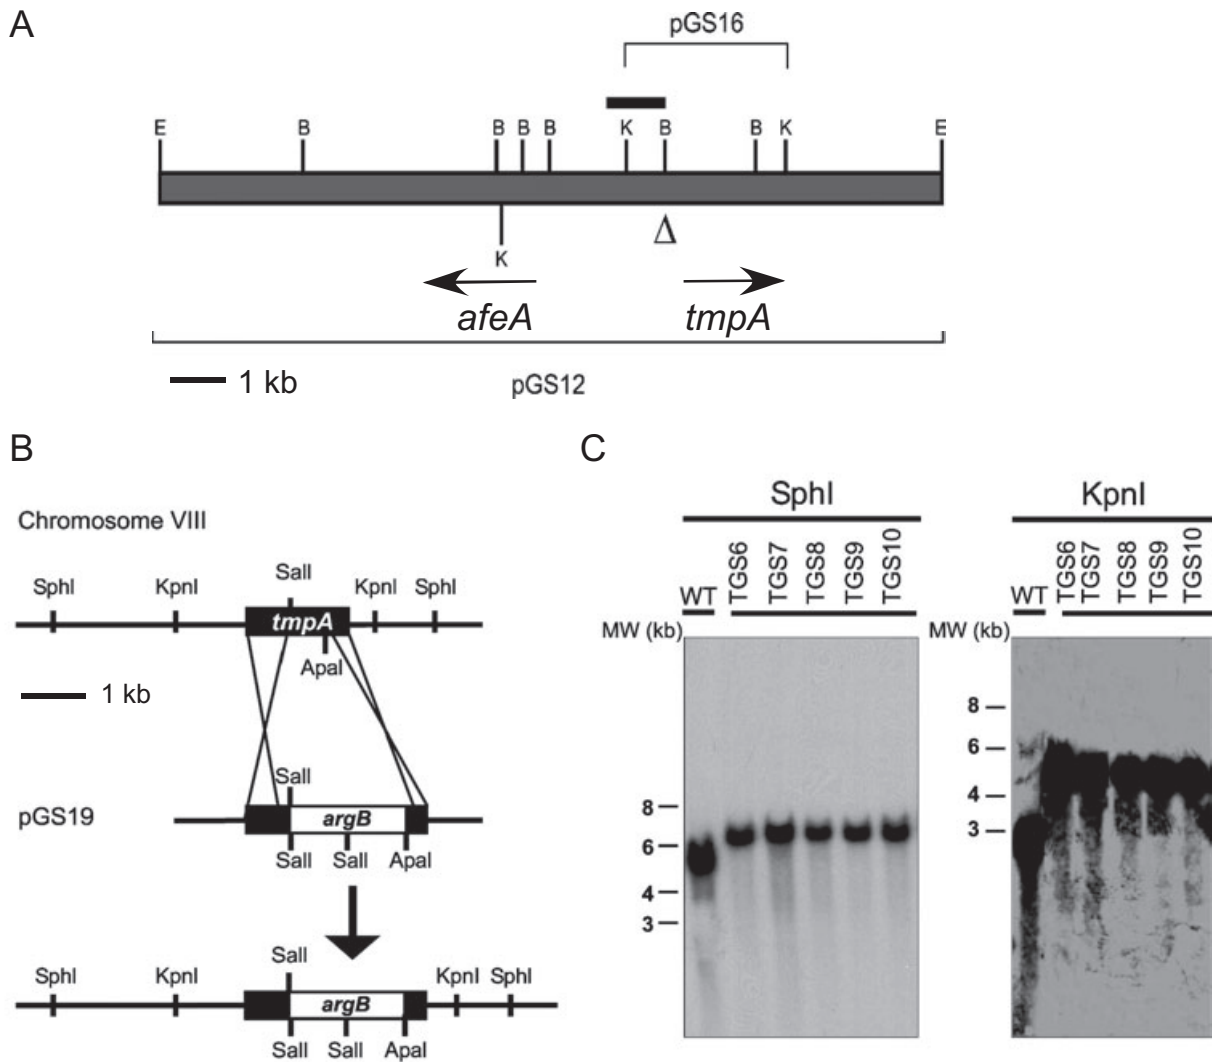 A
pGS16
E B B B B K B B K E
K
Δ
afeA tmpA
1 kb
pGS12
B
Chromosome VIII
SphI KpnI SalI KpnI SphI
tmpA
ApaI
1 kb
SalI
pGS19
argB
SalI SalI ApaI
SalI
SphI KpnI KpnI SphI
argB
SalI SalI ApaI
C
SphI KpnI
WT TGS6 TGS7 TGS8 TGS9 TGS10
WT TGS6 TGS7 TGS8 TGS9 TGS10
MW (kb)
8
6
4
3
MW (kb)
8
6
4
3